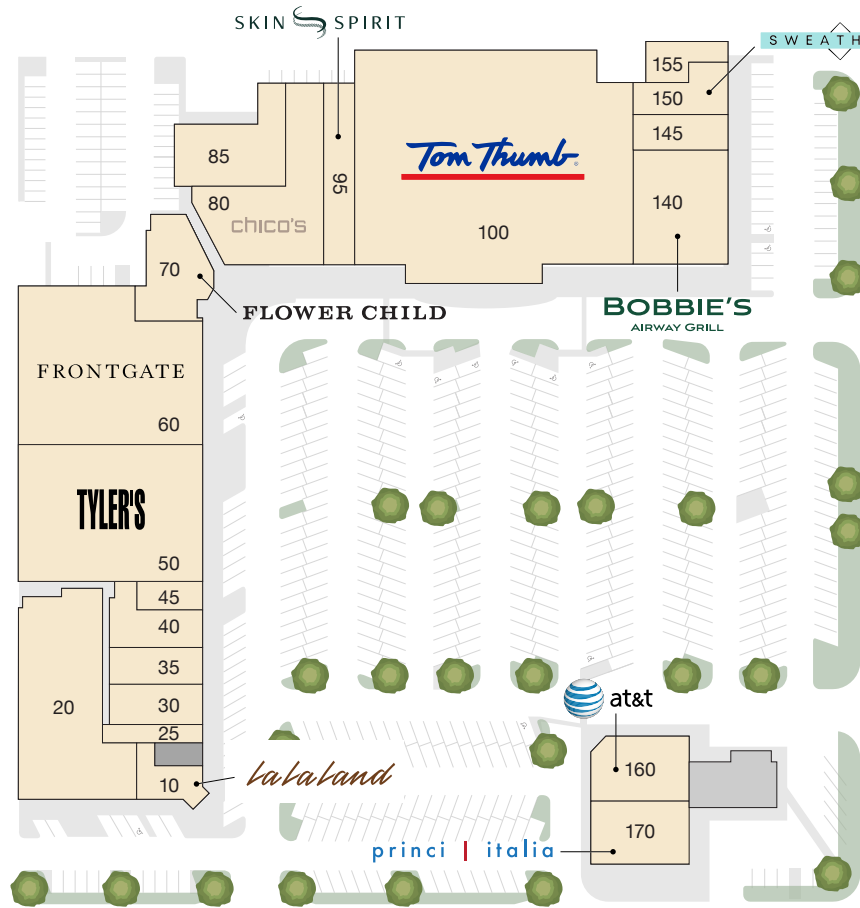 SKIN SPIRIT
SWEATH
155
150
Tom Thumb
145
85
95
80
140
chico's
100
70
BOBBIE'S
AIRWAY GRILL
FLOWER CHILD
FRONTGATE
60
TYLER'S
50
45
40
35
30
20
25
at&t
10
LaLaLand
160
170
princi | italia